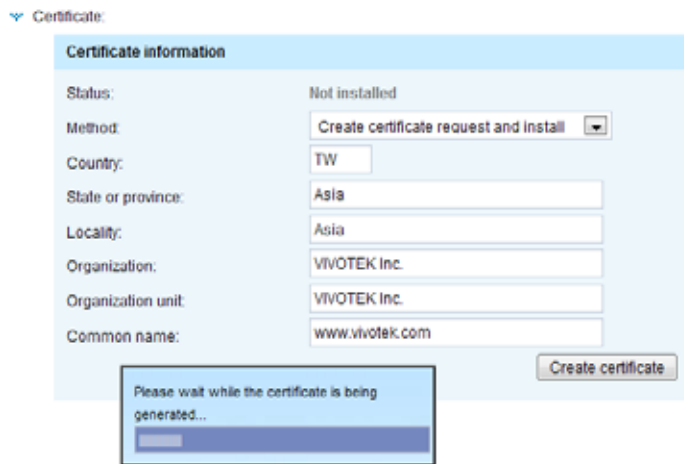 Certificate:
Certificate information
Status: Not installed
Method: Create certificate request and install
Country: TW
State or province: Asia
Locality: Asia
Organization: VIVOTEK Inc.
Organization unit: VIVOTEK Inc.
Common name: www.vivotek.com
Create certificate
Please wait while the certificate is being
generated...